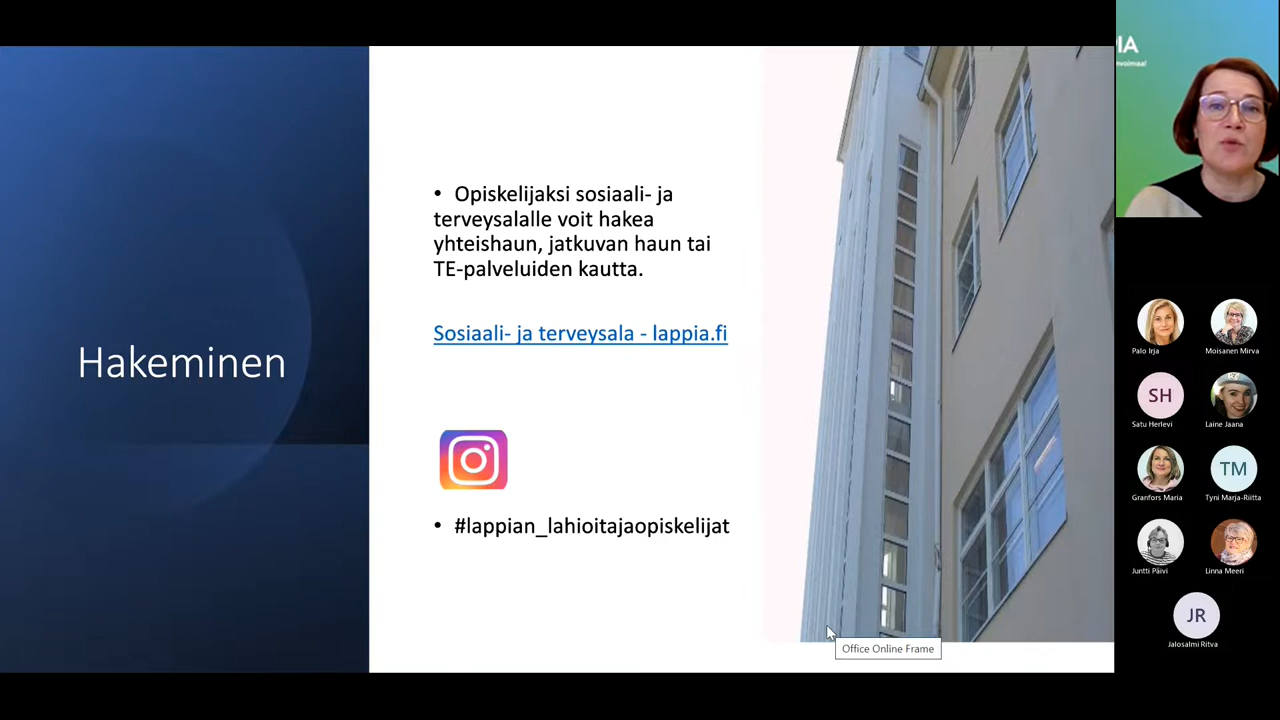 Hakeminen
• Opiskelijaksi sosiaali- ja
terveysalalle voit hakea
yhteishaun, jatkuvan haun tai
TE-palveluiden kautta.
Sosiaali- ja terveysala - lappia.fi
• #lappian_lahioitajaopiskelijat
Office Online Frame
Palo Irja
Moisanen Mirva
SH
Satu Herlevi
Laine Jaana
Granfors Maria
TM
Tyni Marja-Riitta
Juntti Päivi
Linna Meeri
JR
Jalosalmi Ritva